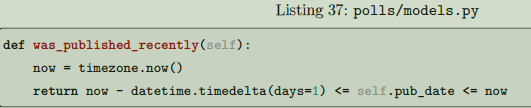 Listing 37: polls/models.py
def was_published_recently(self):
    now = timezone.now()
    return now - datetime.timedelta(days=1) <= self.pub_date <= now